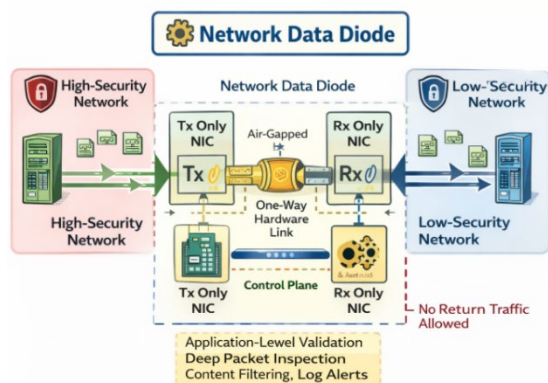 Network Data Diode
High-Security
Network
Network Data Diode
Low-Security
Network
Tx Only
NIC
Air-Gapped
Rx Only
NIC
Tx
Rx
One-Way
Hardware
Link
High-Security
Network
Low-Security
Network
Control Plane
Tx Only
NIC
Rx Only
NIC
No Return Traffic
Allowed
Application-Lewel Validation
Deep Packet Inspection
Content Filtering, Log Alerts